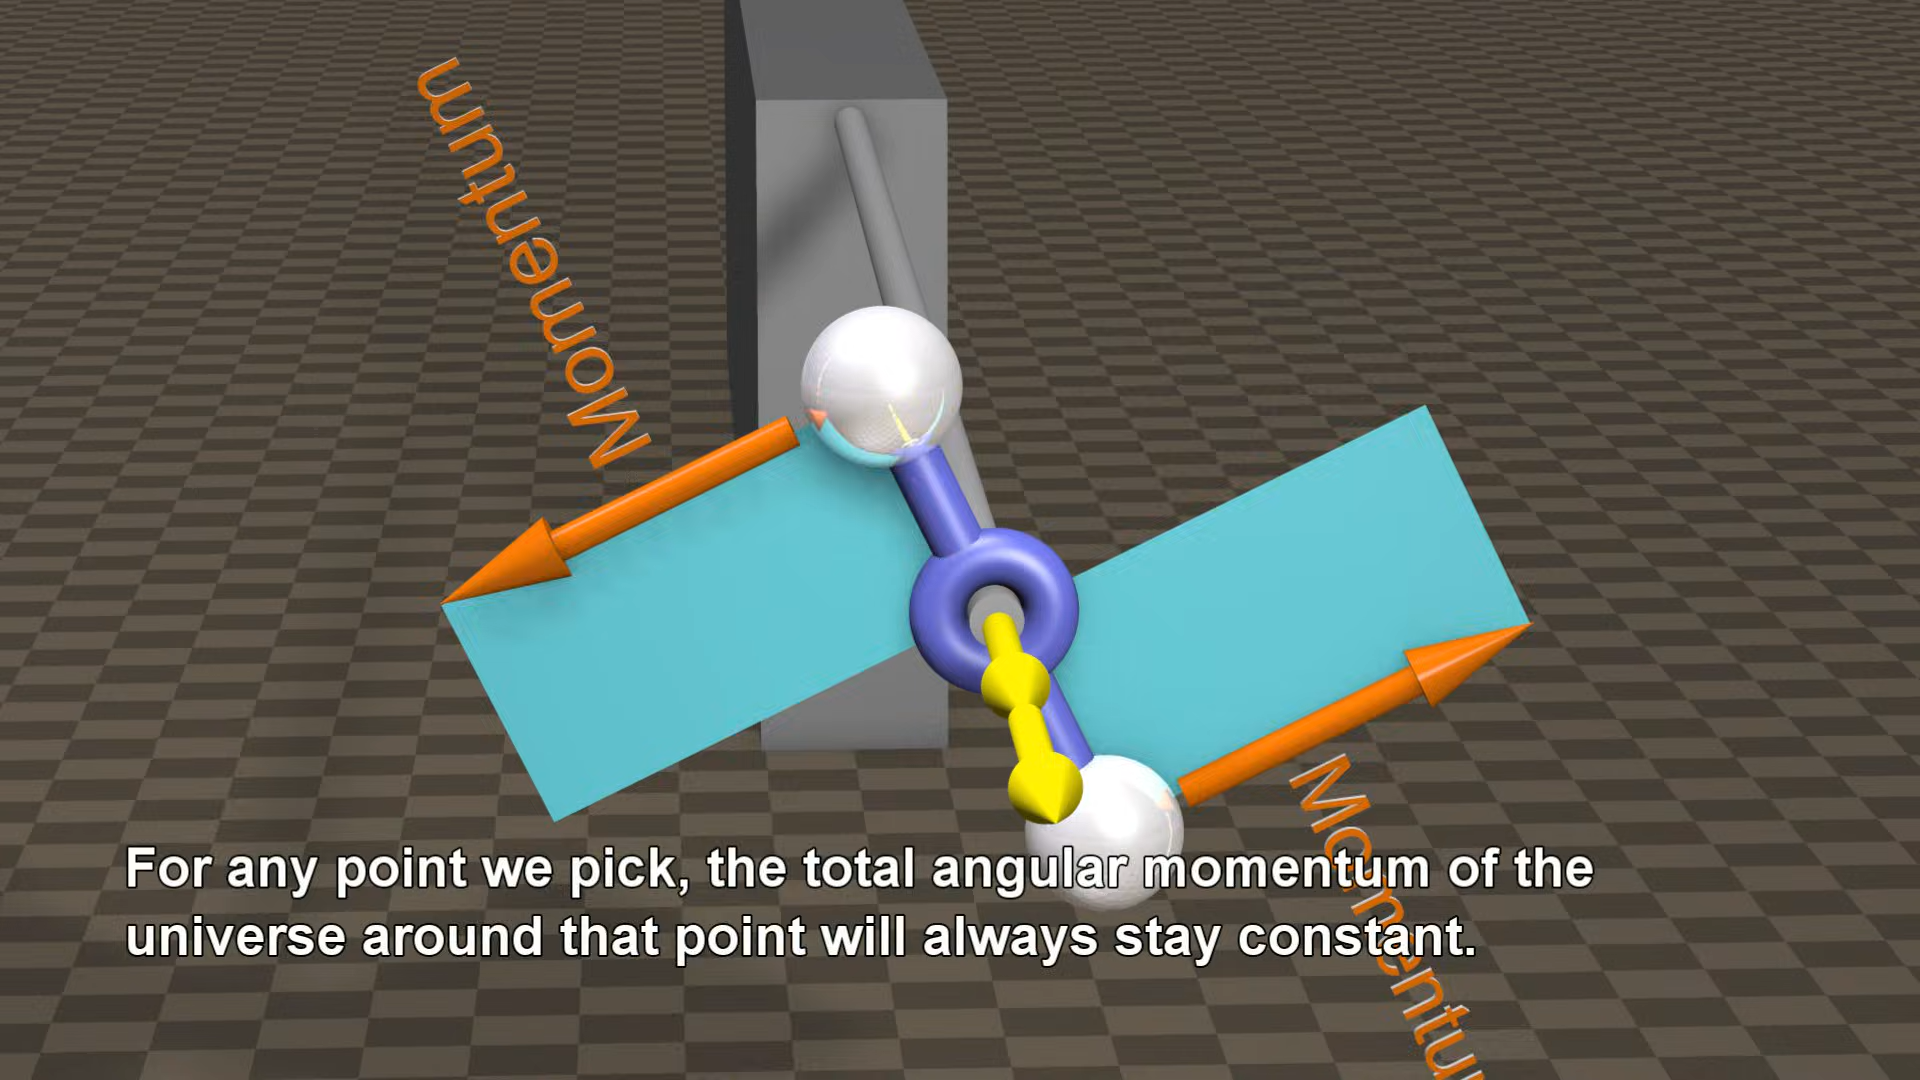 Momentum
Momentu
For any point we pick, the total angular momentum of the
universe around that point will always stay constant.